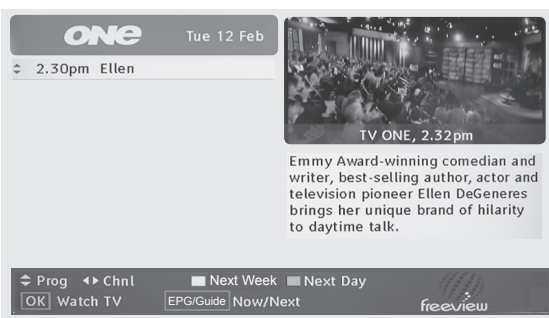 ONE Tue 12 Feb
2.30pm Ellen
TV ONE, 2.32pm
Emmy Award-winning comedian and
writer, best-selling author, actor and
television pioneer Ellen DeGeneres
brings her unique brand of hilarity
to daytime talk.
Prog Chnl Next Week Next Day
OK Watch TV EPG/Guide Now/Next
freeview